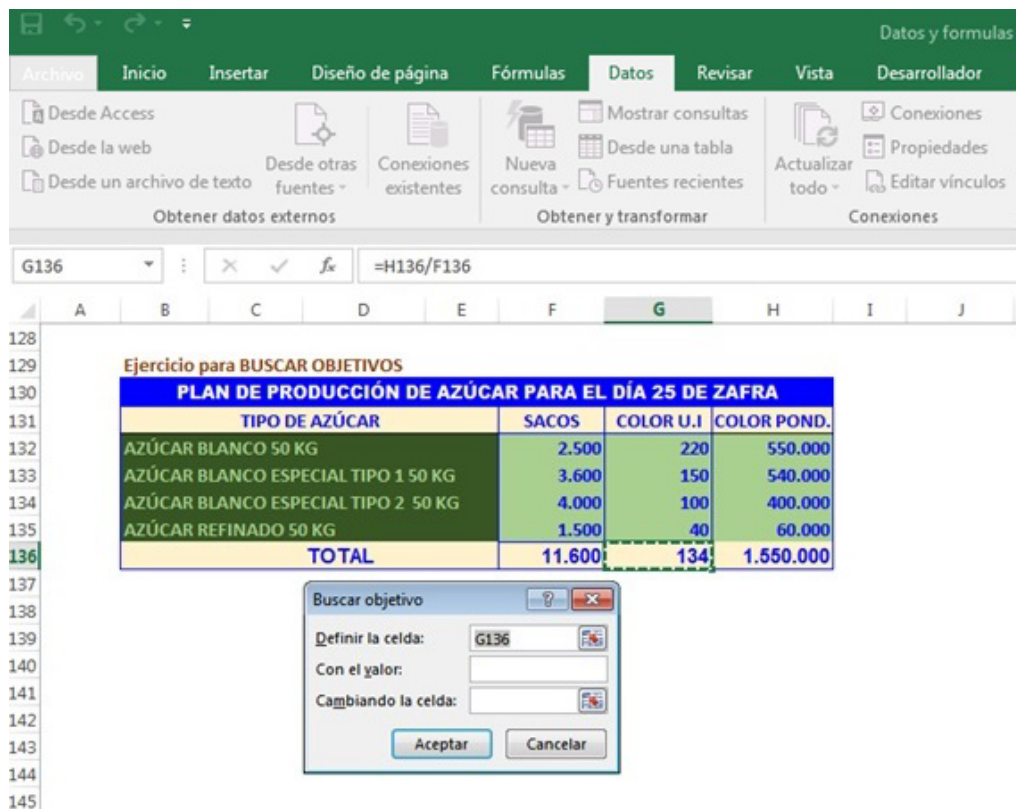 Datos y formulas
Archivo Inicio Insertar Diseño de página Fórmulas Datos Revisar Vista Desarrollador
Desde Access
Desde la web
Desde un archivo de texto
Desde otras fuentes
Conexiones existentes
Obtener datos externos
Nueva consulta
Mostrar consultas
Desde una tabla
Fuentes recientes
Obtener y transformar
Actualizar todo
Conexiones
Propiedades
Editar vínculos
Conexiones
G136 fx =H136/F136
A B C D E F G H I J
128
129 Ejercicio para BUSCAR OBJETIVOS
130 PLAN DE PRODUCCIÓN DE AZÚCAR PARA EL DÍA 25 DE ZAFRA
131 TIPO DE AZÚCAR SACOS COLOR U.I COLOR POND.
132 AZÚCAR BLANCO 50 KG 2.500 220 550.000
133 AZÚCAR BLANCO ESPECIAL TIPO 1 50 KG 3.600 150 540.000
134 AZÚCAR BLANCO ESPECIAL TIPO 2 50 KG 4.000 100 400.000
135 AZÚCAR REFINADO 50 KG 1.500 40 60.000
136 TOTAL 11.600 134 1.550.000
137
138
139
140
141
142
143
144
145
Buscar objetivo ?
Definir la celda: G136
Con el valor:
Cambiando la celda:
Aceptar Cancelar